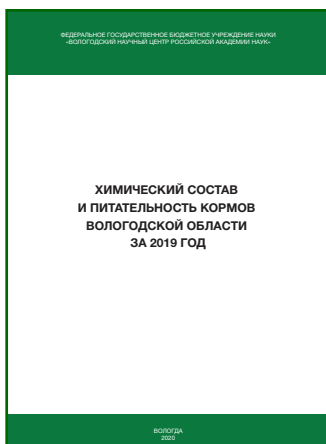 ФЕДЕРАЛЬНОЕ ГОСУДАРСТВЕННОЕ БЮДЖЕТНОЕ УЧРЕЖДЕНИЕ НАУКИ
«ВОЛОГОДСКИЙ НАУЧНЫЙ ЦЕНТР РОССИЙСКОЙ АКАДЕМИИ НАУК»
ХИМИЧЕСКИЙ СОСТАВ
И ПИТАТЕЛЬНОСТЬ КОРМОВ
ВОЛОГОДСКОЙ ОБЛАСТИ
ЗА 2019 ГОД
ВОЛОГДА
2020